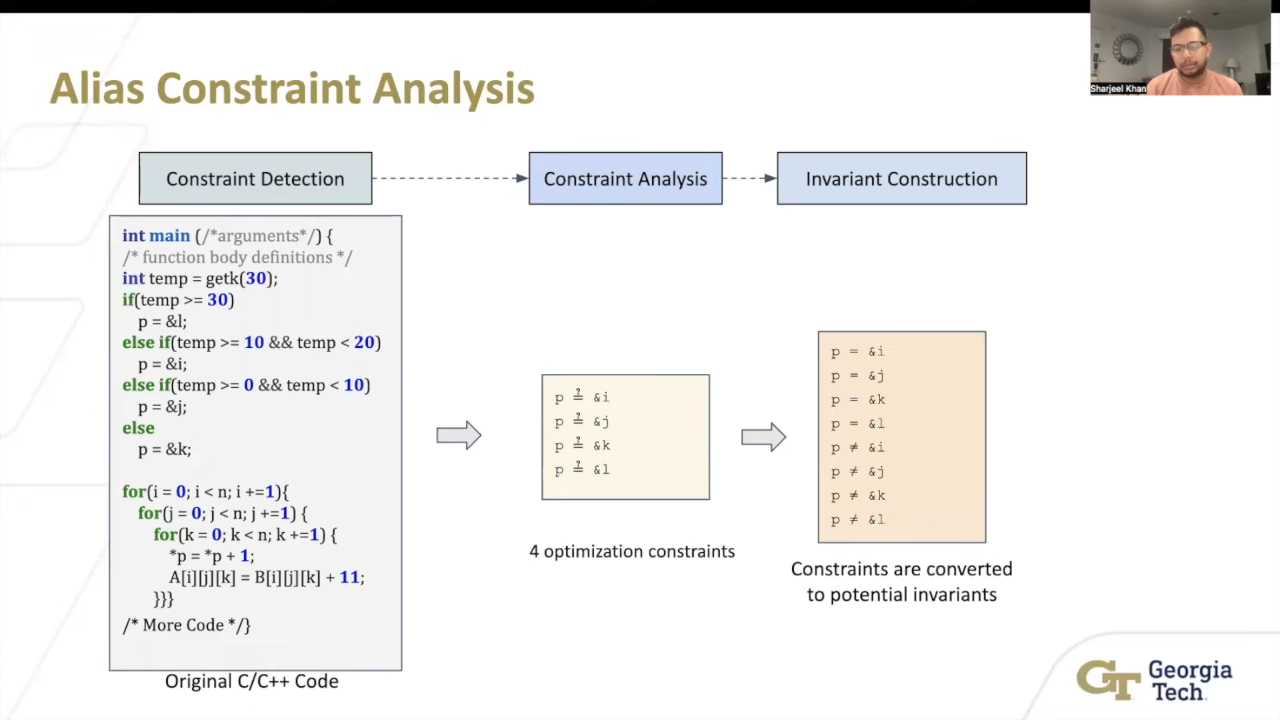 Sharjeel Khan
Alias Constraint Analysis
Constraint Detection
Constraint Analysis
Invariant Construction
int main (/*arguments*/) {
/* function body definitions */
int temp = getk(30);
if(temp >= 30)
p = &l;
else if(temp >= 10 && temp < 20)
p = &i;
else if(temp >= 0 && temp < 10)
p = &j;
else
p = &k;
for(i = 0; i < n; i +=1){
for(j = 0; j < n; j +=1) {
for(k = 0; k < n; k +=1) {
*p = *p + 1;
A[i][j][k] = B[i][j][k] + 11;
}}}
/* More Code */}
Original C/C++ Code
p ≟ &i
p ≟ &j
p ≟ &k
p ≟ &l
4 optimization constraints
p = &i
p = &j
p = &k
p = &l
p ≠ &i
p ≠ &j
p ≠ &k
p ≠ &l
Constraints are converted
to potential invariants
GT
Georgia
Tech